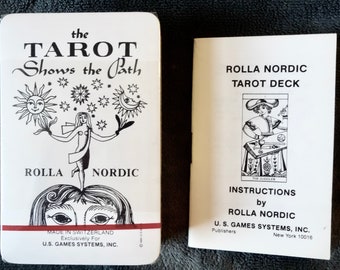 the
TAROT
Shows the Path
ROLLA NORDIC
MADE IN SWITZERLAND
Exclusively For
U.S. GAMES SYSTEMS, INC.
ROLLA NORDIC
TAROT DECK
THE JUGGLER
INSTRUCTIONS
by
ROLLA NORDIC
U. S. GAMES SYSTEMS, INC.
Publishers New York 10016